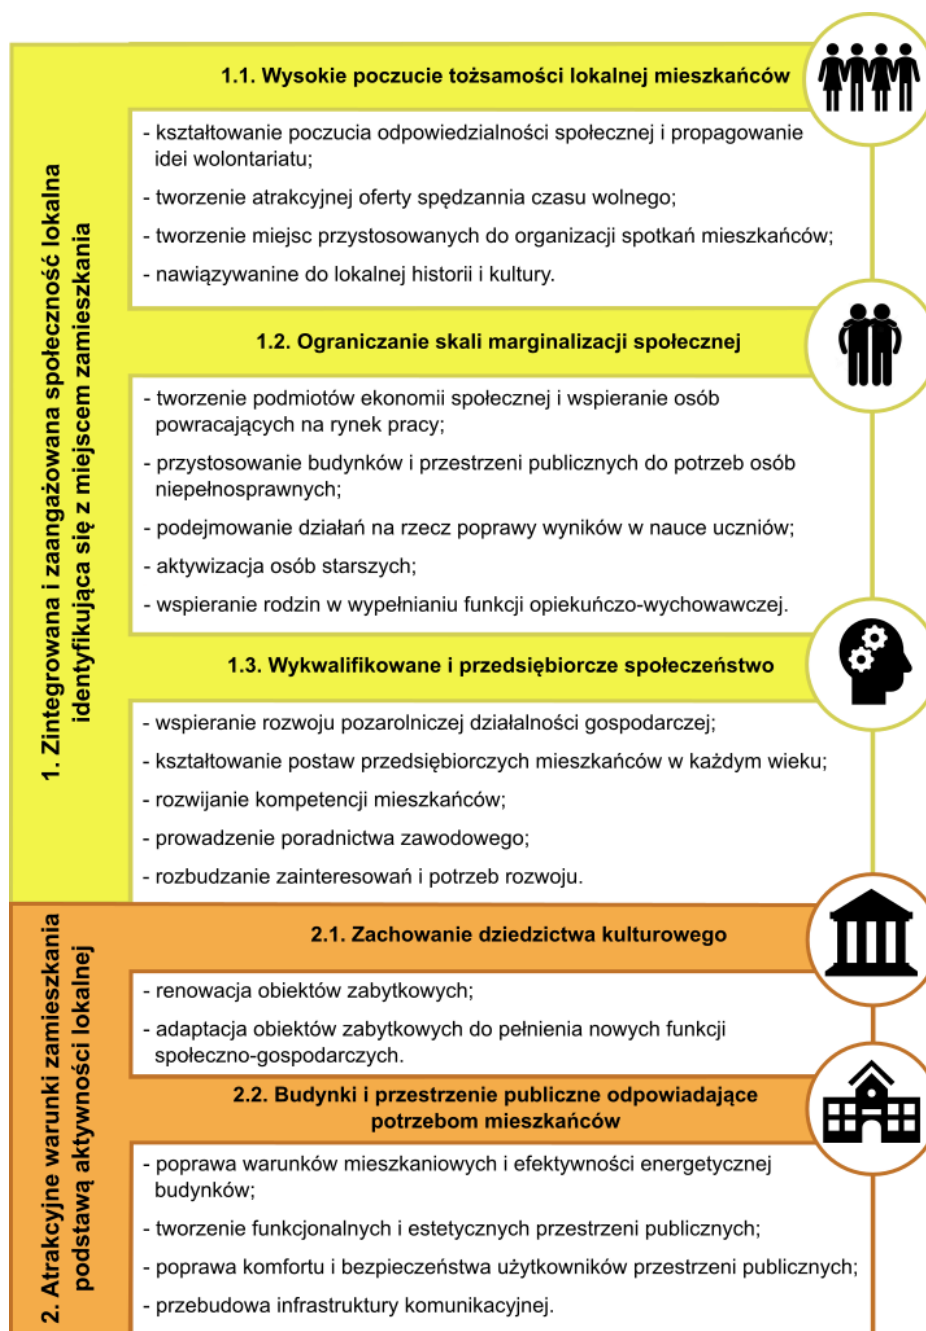 1. Zintegrowana i zaangażowana społeczność lokalna
identyfikująca się z miejscem zamieszkania
1.1. Wysokie poczucie tożsamości lokalnej mieszkańców
- kształtowanie poczucia odpowiedzialności społecznej i propagowanie
idei wolontariatu;
- tworzenie atrakcyjnej oferty spędzannia czasu wolnego;
- tworzenie miejsc przystosowanych do organizacji spotkań mieszkańców;
- nawiązywanine do lokalnej historii i kultury.
1.2. Ograniczanie skali marginalizacji społecznej
- tworzenie podmiotów ekonomii społecznej i wspieranie osób
powracających na rynek pracy;
- przystosowanie budynków i przestrzeni publicznych do potrzeb osób
niepełnosprawnych;
- podejmowanie działań na rzecz poprawy wyników w nauce uczniów;
- aktywizacja osób starszych;
- wspieranie rodzin w wypełnianiu funkcji opiekuńczo-wychowawczej.
1.3. Wykwalifikowane i przedsiębiorcze społeczeństwo
- wspieranie rozwoju pozarolniczej działalności gospodarczej;
- kształtowanie postaw przedsiębiorczych mieszkańców w każdym wieku;
- rozwijanie kompetencji mieszkańców;
- prowadzenie poradnictwa zawodowego;
- rozbudzanie zainteresowań i potrzeb rozwoju.
2. Atrakcyjne warunki zamieszkania
podstawą aktywności lokalnej
2.1. Zachowanie dziedzictwa kulturowego
- renowacja obiektów zabytkowych;
- adaptacja obiektów zabytkowych do pełnienia nowych funkcji
społeczno-gospodarczych.
2.2. Budynki i przestrzenie publiczne odpowiadające
potrzebom mieszkańców
- poprawa warunków mieszkaniowych i efektywności energetycznej
budynków;
- tworzenie funkcjonalnych i estetycznych przestrzeni publicznych;
- poprawa komfortu i bezpieczeństwa użytkowników przestrzeni publicznych;
- przebudowa infrastruktury komunikacyjnej.